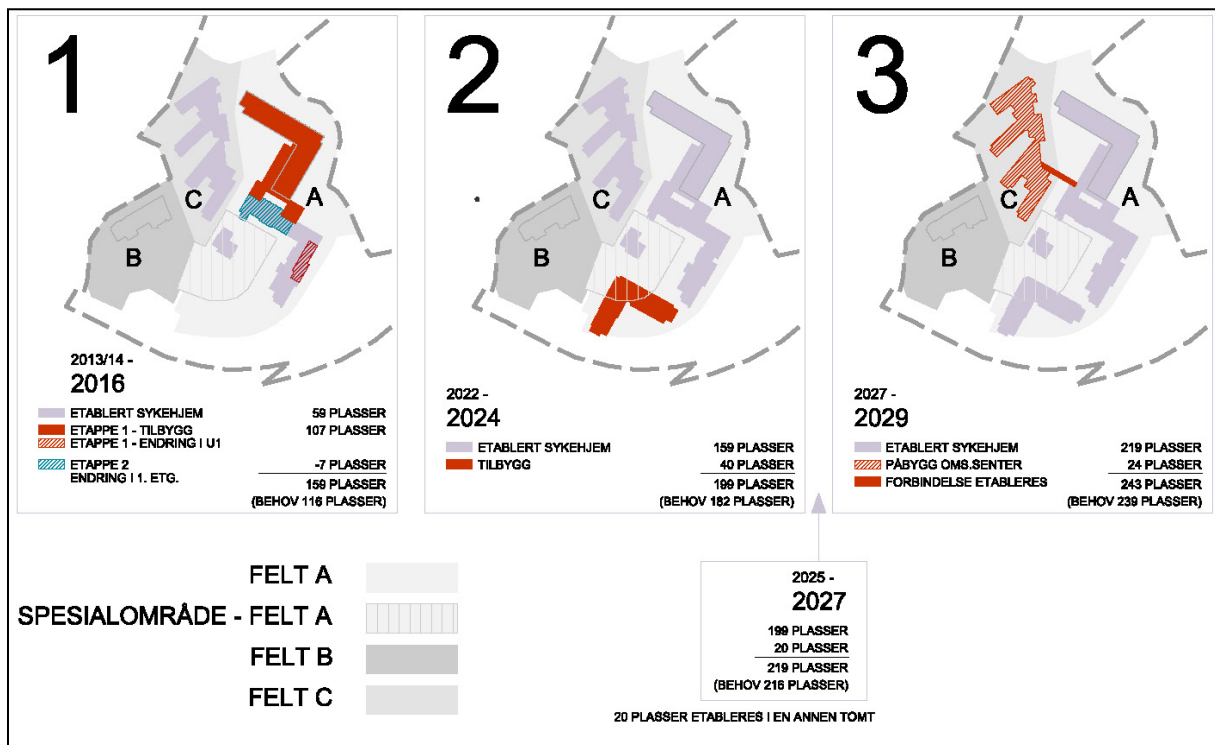 1
C
A
B
2013/14 -
2016
ETABLERT SYKEHJEM 59 PLASSER
ETAPPE 1 - TILBYGG 107 PLASSER
ETAPPE 1 - ENDRING I U1
ETAPPE 2 -7 PLASSER
ENDRING I 1. ETG.
159 PLASSER
(BEHOV 116 PLASSER)
2
C
A
B
2022 -
2024
ETABLERT SYKEHJEM 159 PLASSER
TILBYGG 40 PLASSER
199 PLASSER
(BEHOV 182 PLASSER)
3
C
A
B
2027 -
2029
ETABLERT SYKEHJEM 219 PLASSER
PÅBYGG OMS.SENTER 24 PLASSER
FORBINDELSE ETABLERES 243 PLASSER
(BEHOV 239 PLASSER)
FELT A
SPESIALOMRÅDE - FELT A
FELT B
FELT C
2025 -
2027
199 PLASSER
20 PLASSER
219 PLASSER
(BEHOV 216 PLASSER)
20 PLASSER ETABLERES I EN ANNEN TOMT